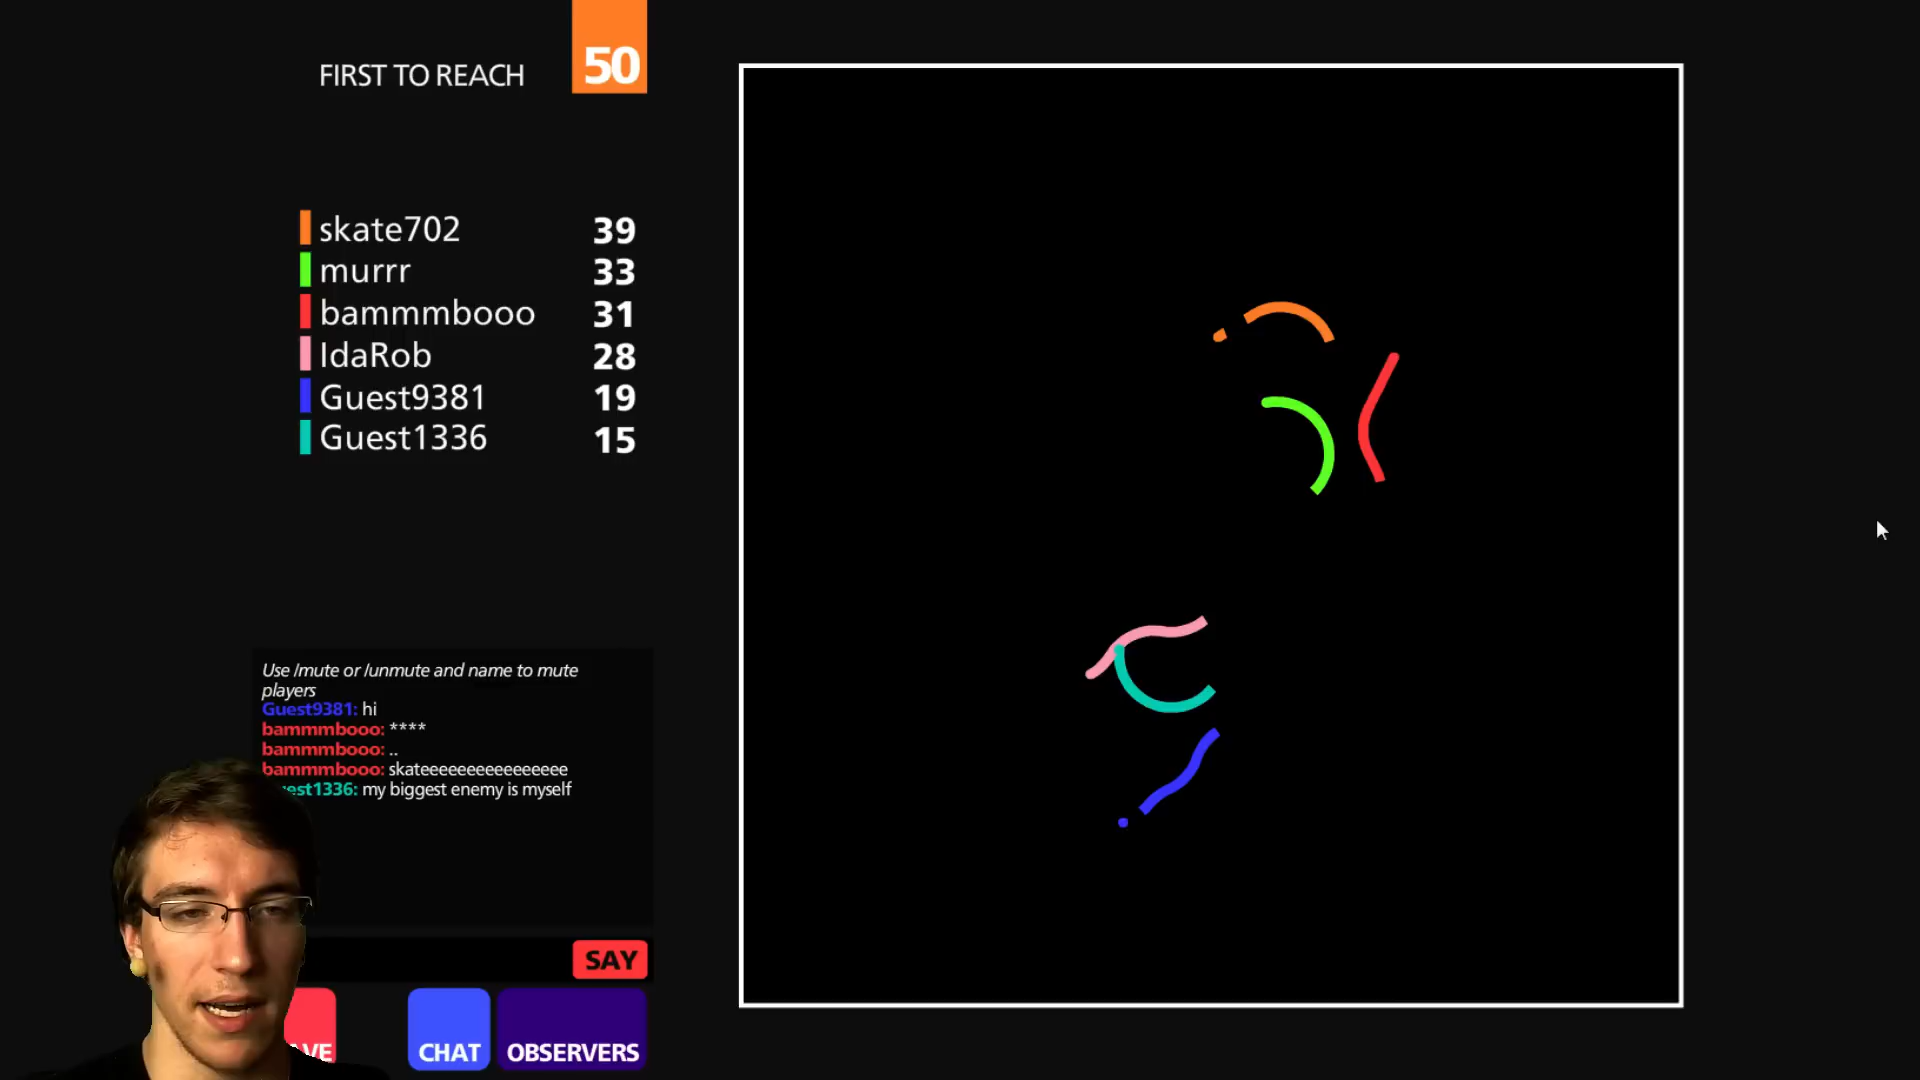 FIRST TO REACH 50
skate702 39
murrr 33
bammmbooo 31
IdaRob 28
Guest9381 19
Guest1336 15
Use /mute or /unmute and name to mute
players
Guest9381: hi
bammmbooo: ****
bammmbooo: ..
bammmbooo: skateeeeeeeeeeeeeeee
est1336: my biggest enemy is myself
SAY
AVE CHAT OBSERVERS